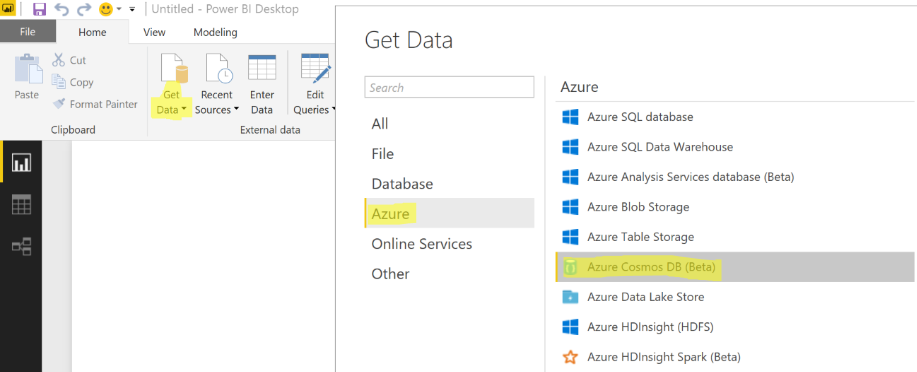 Untitled - Power BI Desktop
File
Home
View
Modeling
Paste
Cut
Copy
Format Painter
Clipboard
Get
Data
Recent
Sources
Enter
Data
Edit
Queries
External data
Get Data
Search
All
File
Database
Azure
Online Services
Other
Azure
Azure SQL database
Azure SQL Data Warehouse
Azure Analysis Services database (Beta)
Azure Blob Storage
Azure Table Storage
Azure Cosmos DB (Beta)
Azure Data Lake Store
Azure HDInsight (HDFS)
Azure HDInsight Spark (Beta)